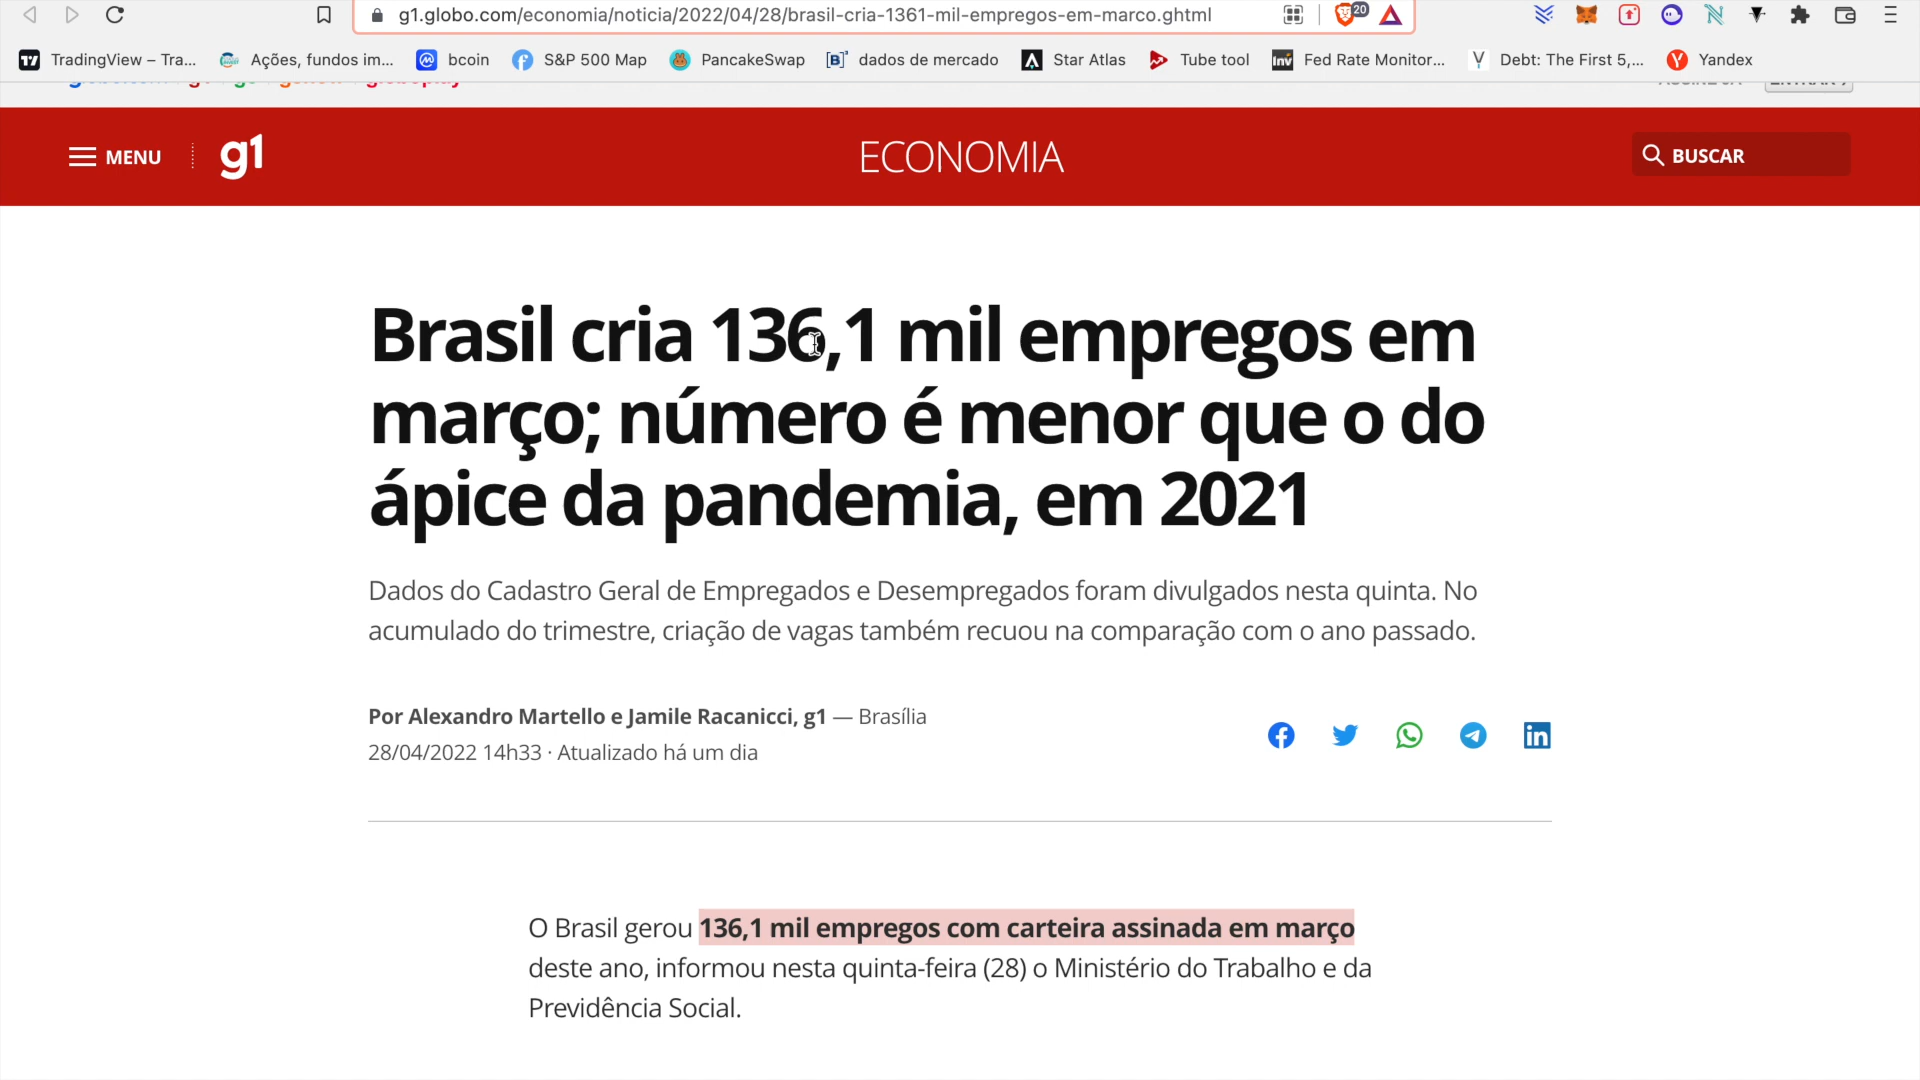 g1.globo.com/economia/noticia/2022/04/28/brasil-cria-1361-mil-empregos-em-marco.ghtml
20
TradingView – Tra...
Ações, fundos im...
bcoin
S&P 500 Map
PancakeSwap
[B]³ dados de mercado
Star Atlas
Tube tool
Inv Fed Rate Monitor...
Debt: The First 5,...
Yandex
MENU
g1
ECONOMIA
BUSCAR
Brasil cria 136,1 mil empregos em
março; número é menor que o do
ápice da pandemia, em 2021
Dados do Cadastro Geral de Empregados e Desempregados foram divulgados nesta quinta. No
acumulado do trimestre, criação de vagas também recuou na comparação com o ano passado.
Por Alexandro Martello e Jamile Racanicci, g1 — Brasília
28/04/2022 14h33 · Atualizado há um dia
O Brasil gerou 136,1 mil empregos com carteira assinada em março
deste ano, informou nesta quinta-feira (28) o Ministério do Trabalho e da
Previdência Social.